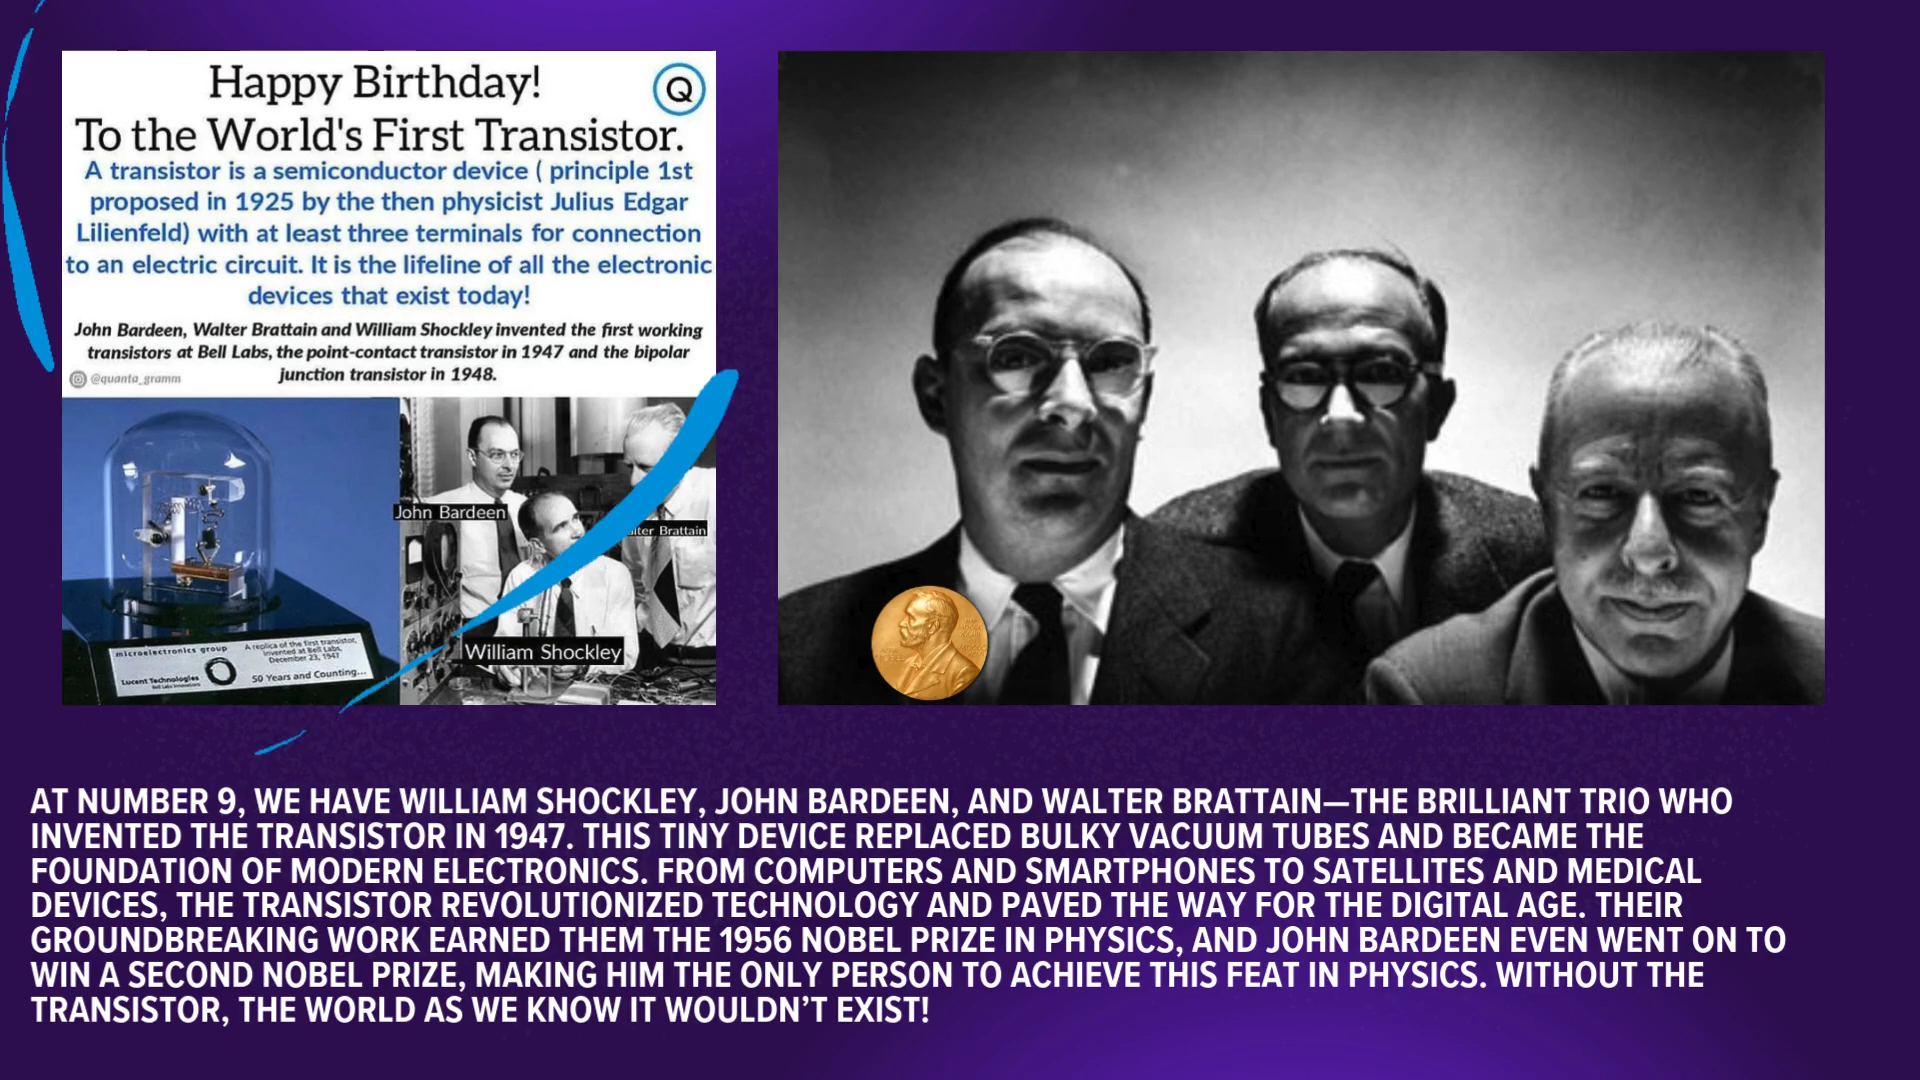 Happy Birthday!
Q
To the World's First Transistor.
A transistor is a semiconductor device ( principle 1st
proposed in 1925 by the then physicist Julius Edgar
Lilienfeld) with at least three terminals for connection
to an electric circuit. It is the lifeline of all the electronic
devices that exist today!
John Bardeen, Walter Brattain and William Shockley invented the first working
transistors at Bell Labs, the point-contact transistor in 1947 and the bipolar
junction transistor in 1948.
@quanta_gramm
John Bardeen
lter Brattain
William Shockley
microelectronics group
A replica of the first transistor,
invented at Bell Labs,
December 23, 1947
Lucent Technologies
Bell Labs Innovations
50 Years and Counting...
AT NUMBER 9, WE HAVE WILLIAM SHOCKLEY, JOHN BARDEEN, AND WALTER BRATTAIN—THE BRILLIANT TRIO WHO
INVENTED THE TRANSISTOR IN 1947. THIS TINY DEVICE REPLACED BULKY VACUUM TUBES AND BECAME THE
FOUNDATION OF MODERN ELECTRONICS. FROM COMPUTERS AND SMARTPHONES TO SATELLITES AND MEDICAL
DEVICES, THE TRANSISTOR REVOLUTIONIZED TECHNOLOGY AND PAVED THE WAY FOR THE DIGITAL AGE. THEIR
GROUNDBREAKING WORK EARNED THEM THE 1956 NOBEL PRIZE IN PHYSICS, AND JOHN BARDEEN EVEN WENT ON TO
WIN A SECOND NOBEL PRIZE, MAKING HIM THE ONLY PERSON TO ACHIEVE THIS FEAT IN PHYSICS. WITHOUT THE
TRANSISTOR, THE WORLD AS WE KNOW IT WOULDN'T EXIST!